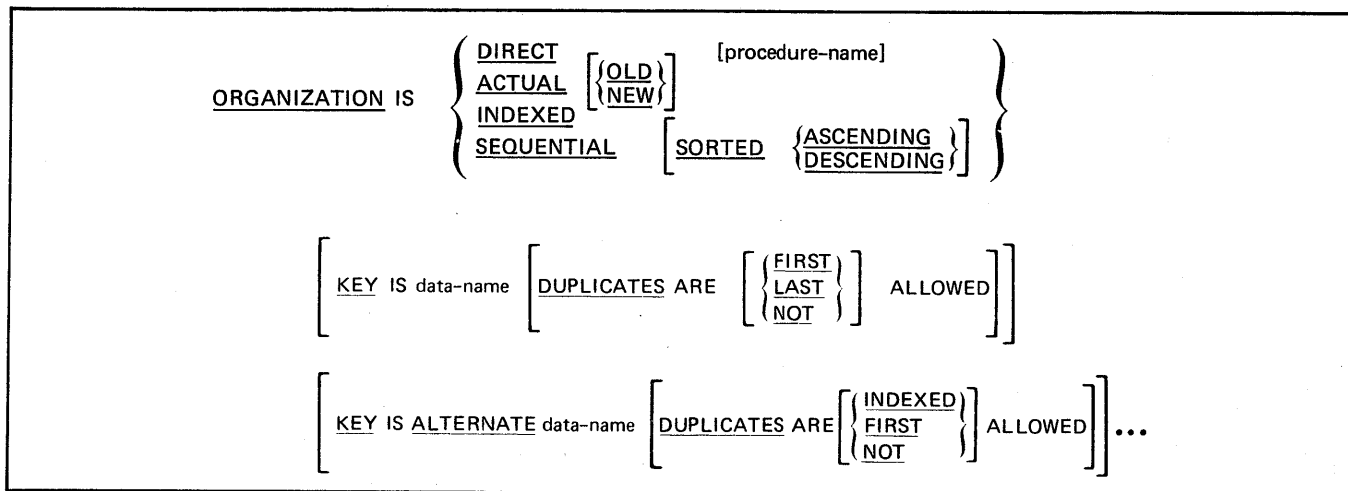 DIRECT [procedure-name]
ACTUAL [{OLD
NEW}]
ORGANIZATION IS
INDEXED
SEQUENTIAL [SORTED {ASCENDING
DESCENDING}]
FIRST
KEY IS data-name [DUPLICATES ARE LAST ALLOWED]
NOT
INDEXED
KEY IS ALTERNATE data-name [DUPLICATES ARE FIRST ALLOWED]] •••
NOT